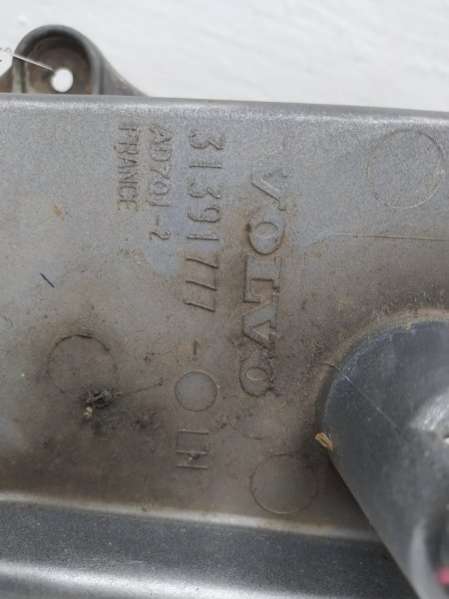 VOLVO
31391777 - LH
AD701-2
FRANCE